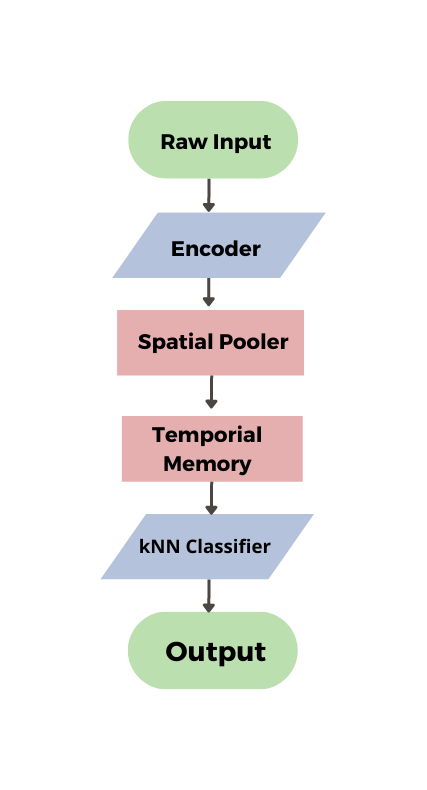 Raw Input
Encoder
Spatial Pooler
Temporial
Memory
kNN Classifier
Output